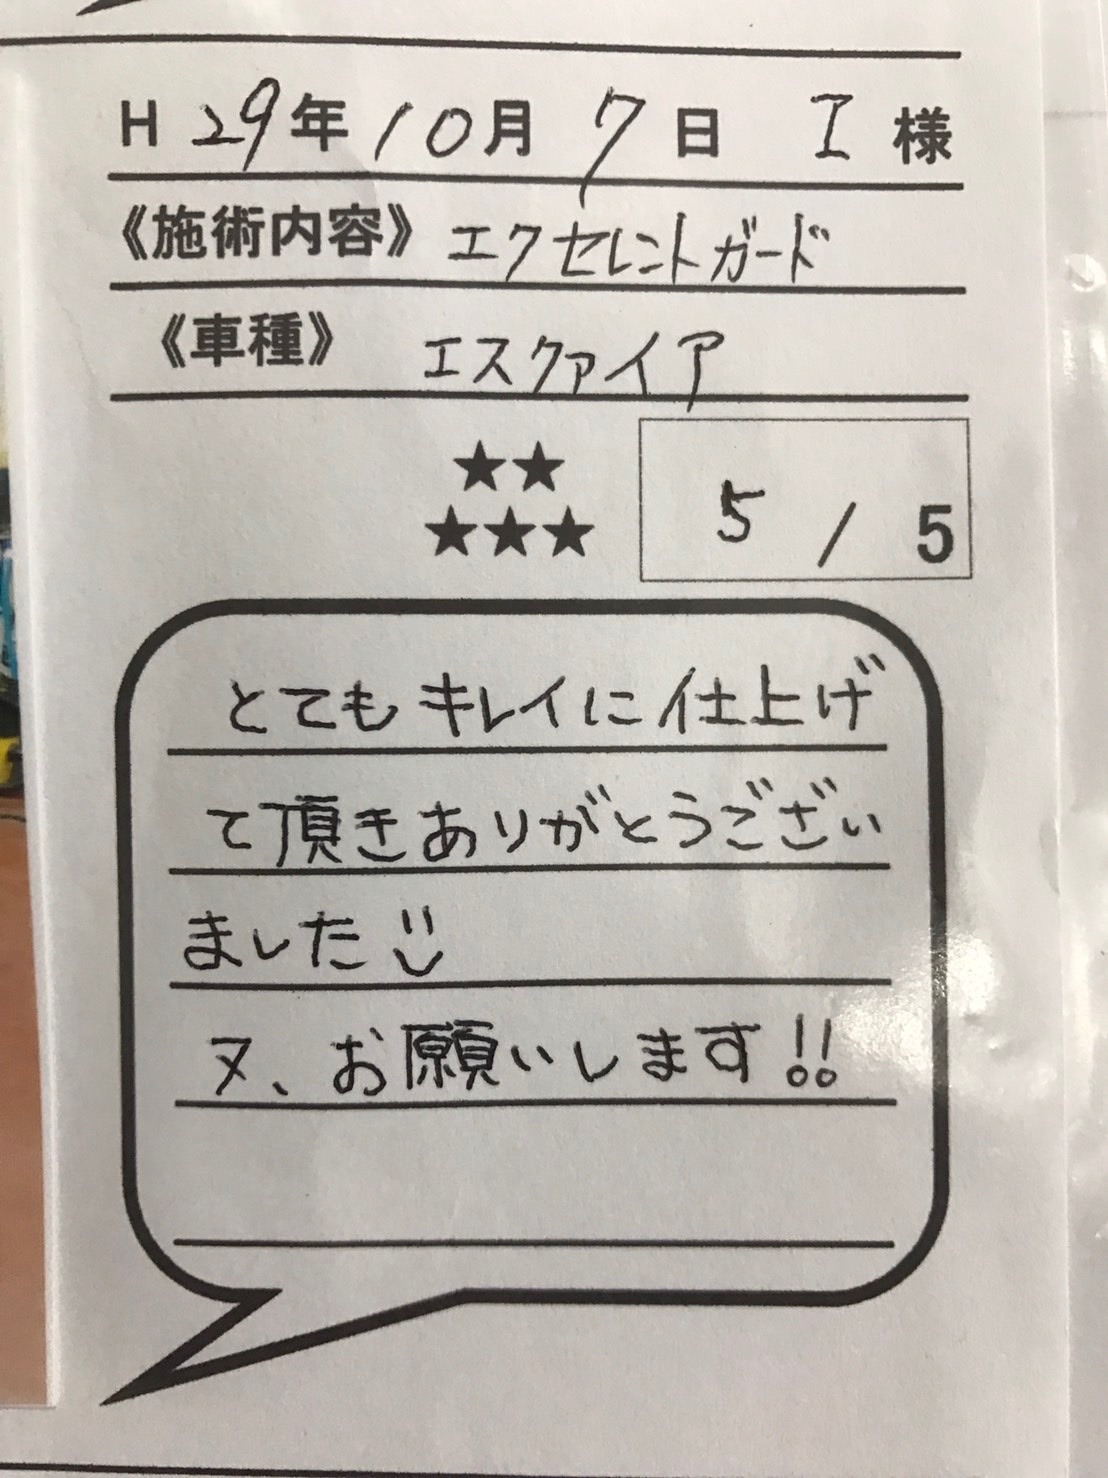 H 29年 10月 7日 I 様
《施術内容》 エクセレントガード
《車種》 エスクァイア
★★
★★★ 5 / 5
とてもキレイに仕上げ
て頂きありがとうござい
ました
又、お願いします!!